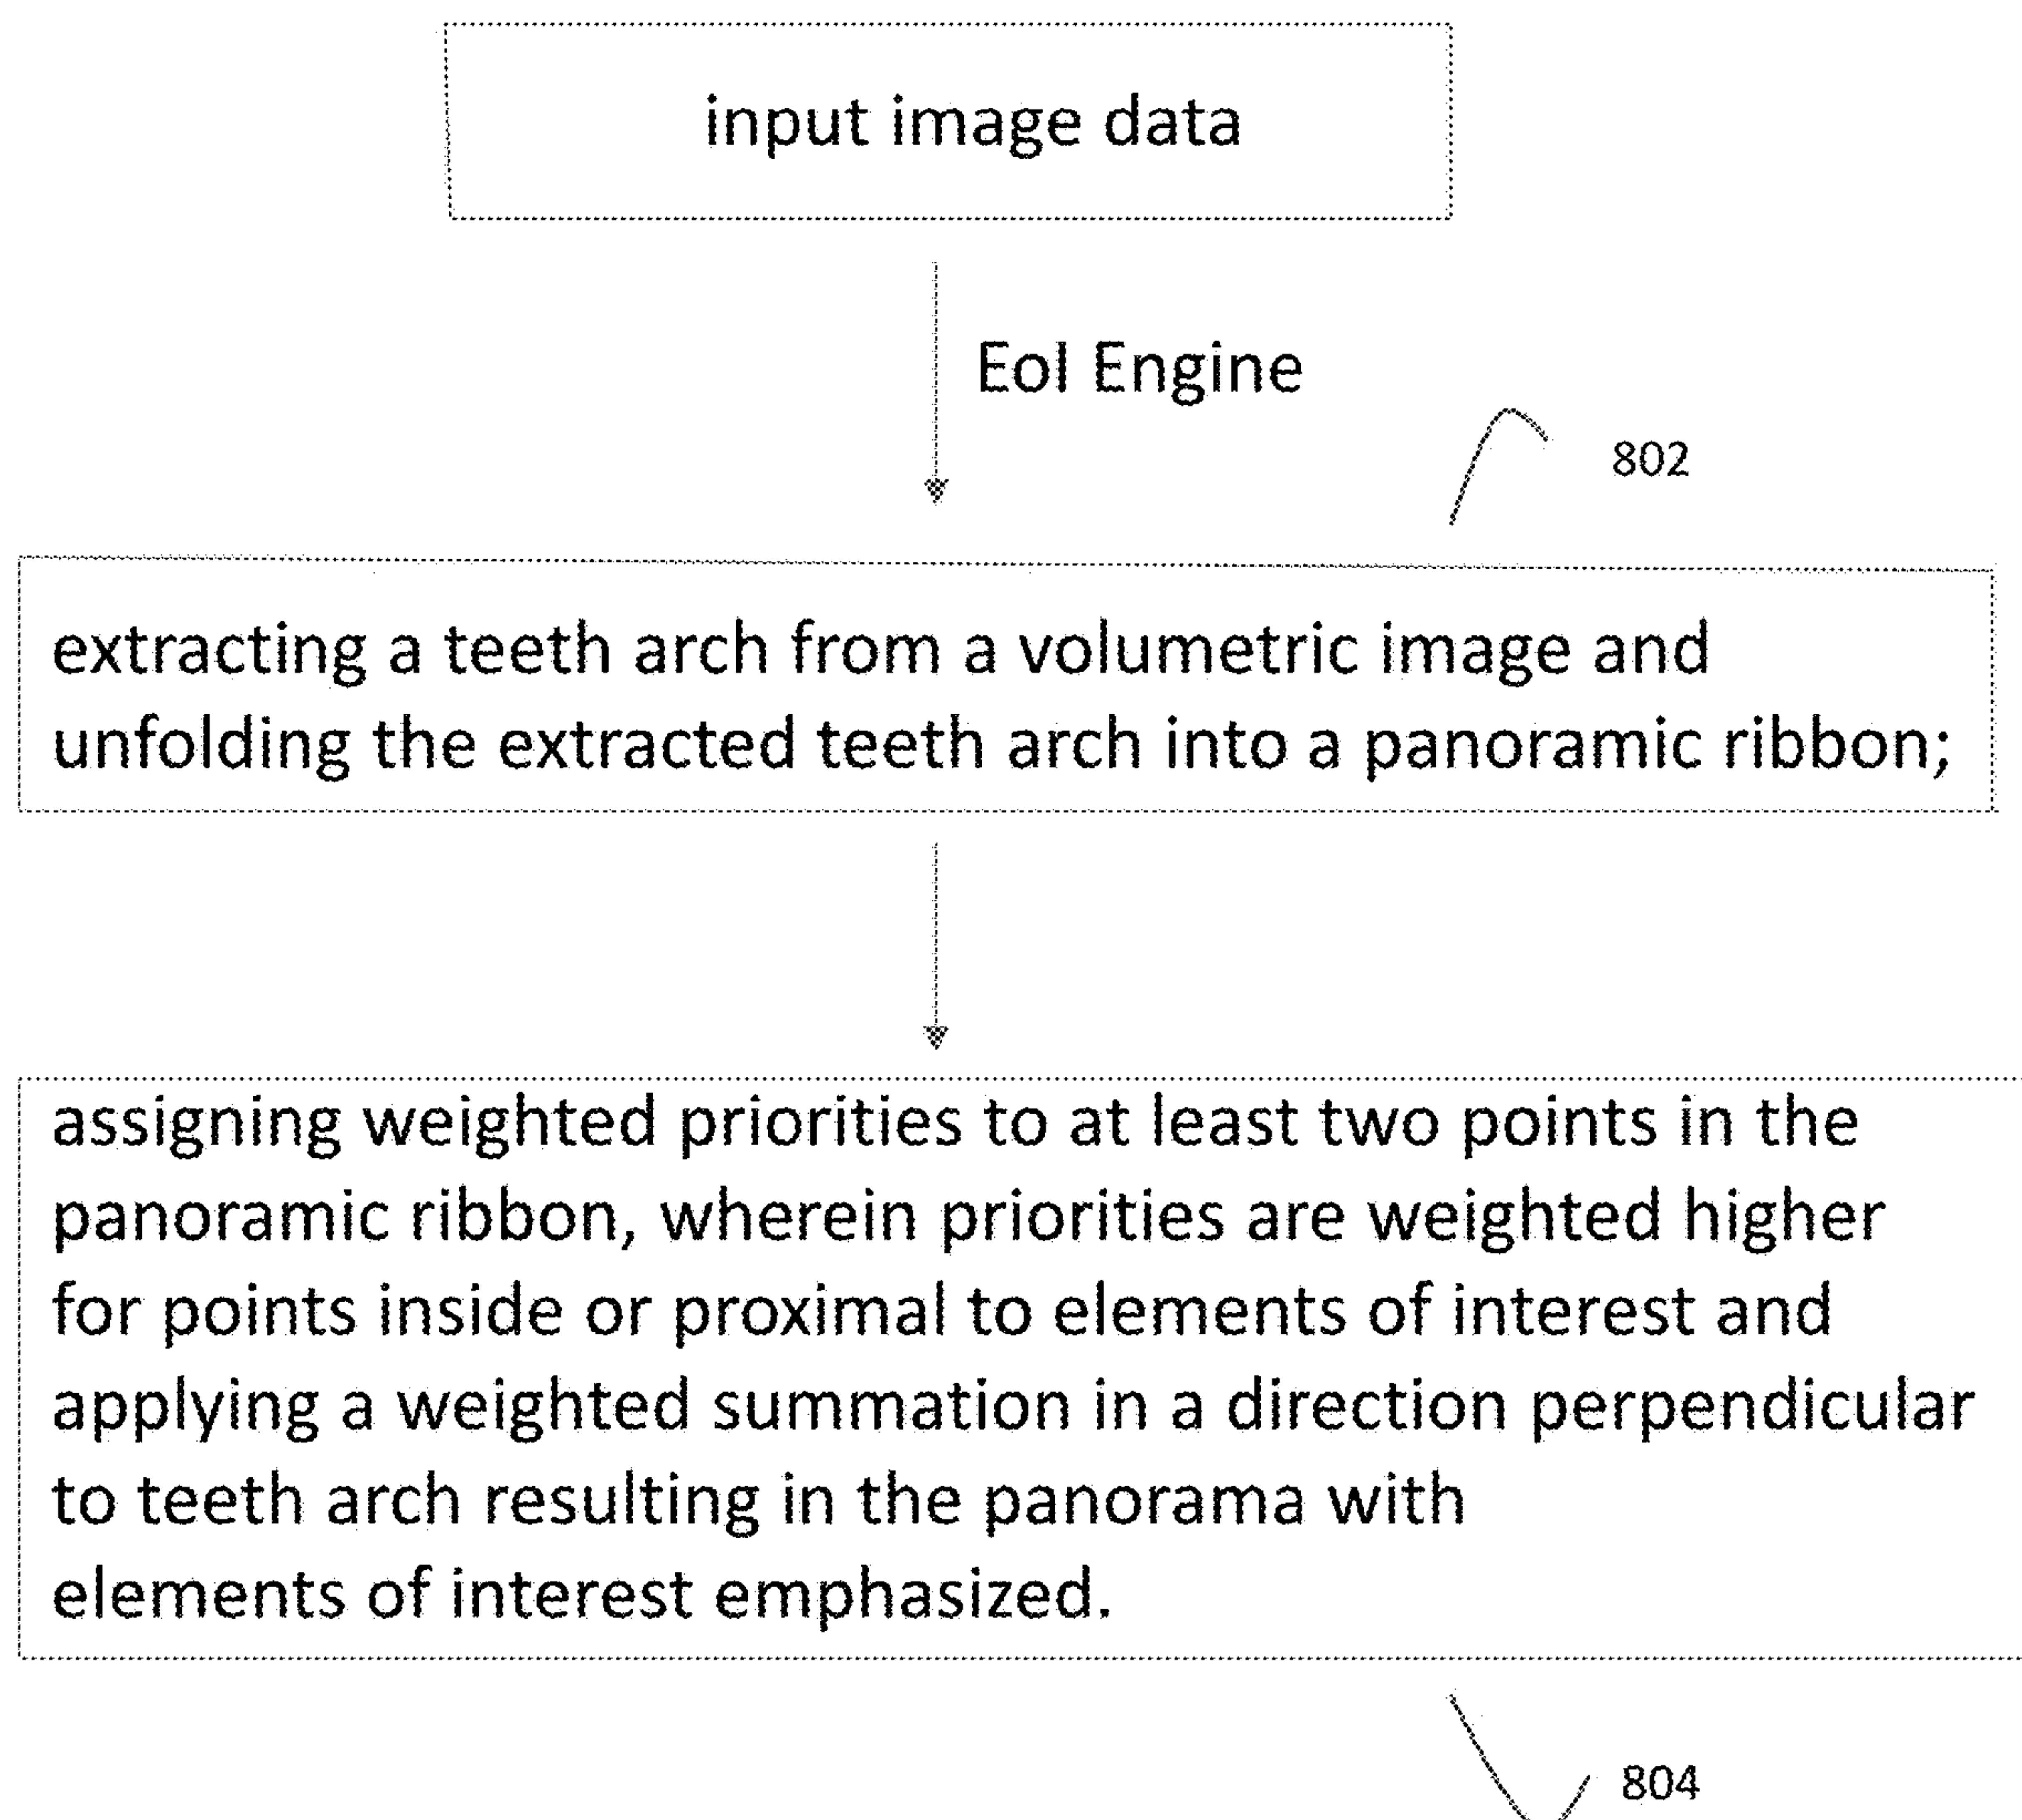 input image data
EoI Engine
802
extracting a teeth arch from a volumetric image and
unfolding the extracted teeth arch into a panoramic ribbon;
assigning weighted priorities to at least two points in the
panoramic ribbon, wherein priorities are weighted higher
for points inside or proximal to elements of interest and
applying a weighted summation in a direction perpendicular
to teeth arch resulting in the panorama with
elements of interest emphasized.
804